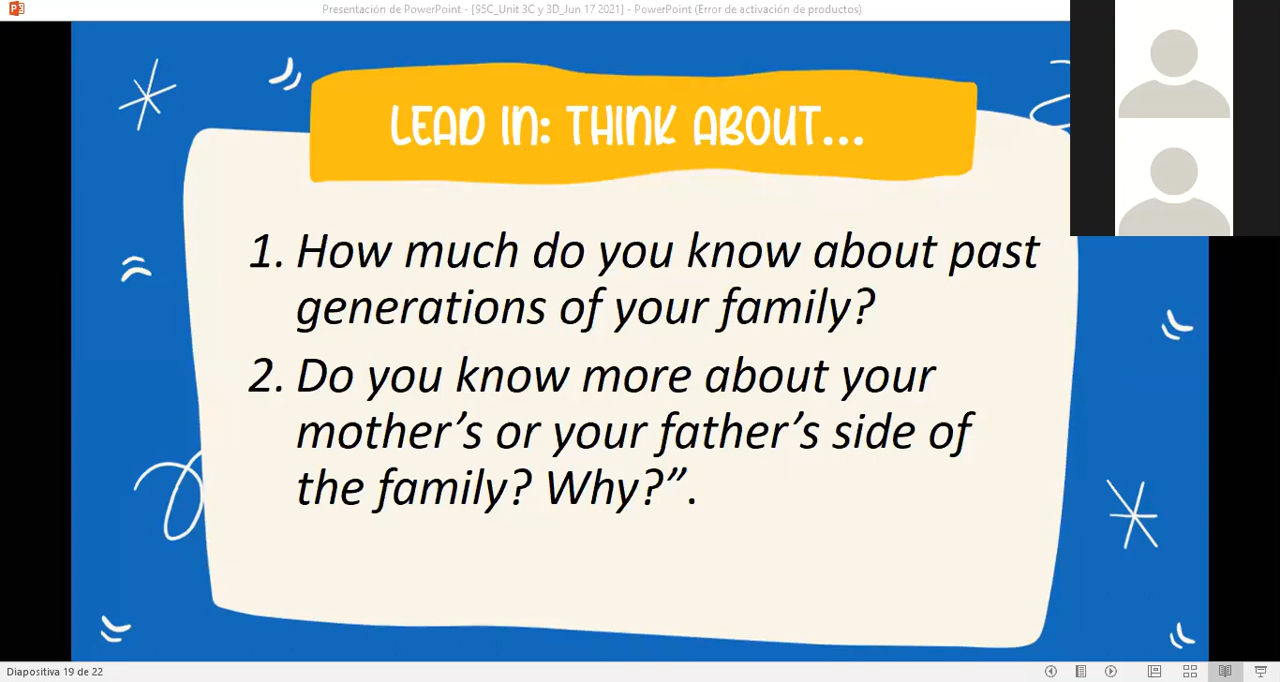 Presentación de PowerPoint - [95C_Unit 3C y 3D_Jun 17 2021] - PowerPoint (Error de activación de productos)
LEAD IN: THINK ABOUT...
1. How much do you know about past
generations of your family?
2. Do you know more about your
mother’s or your father’s side of
the family? Why?”.
Diapositiva 19 de 22